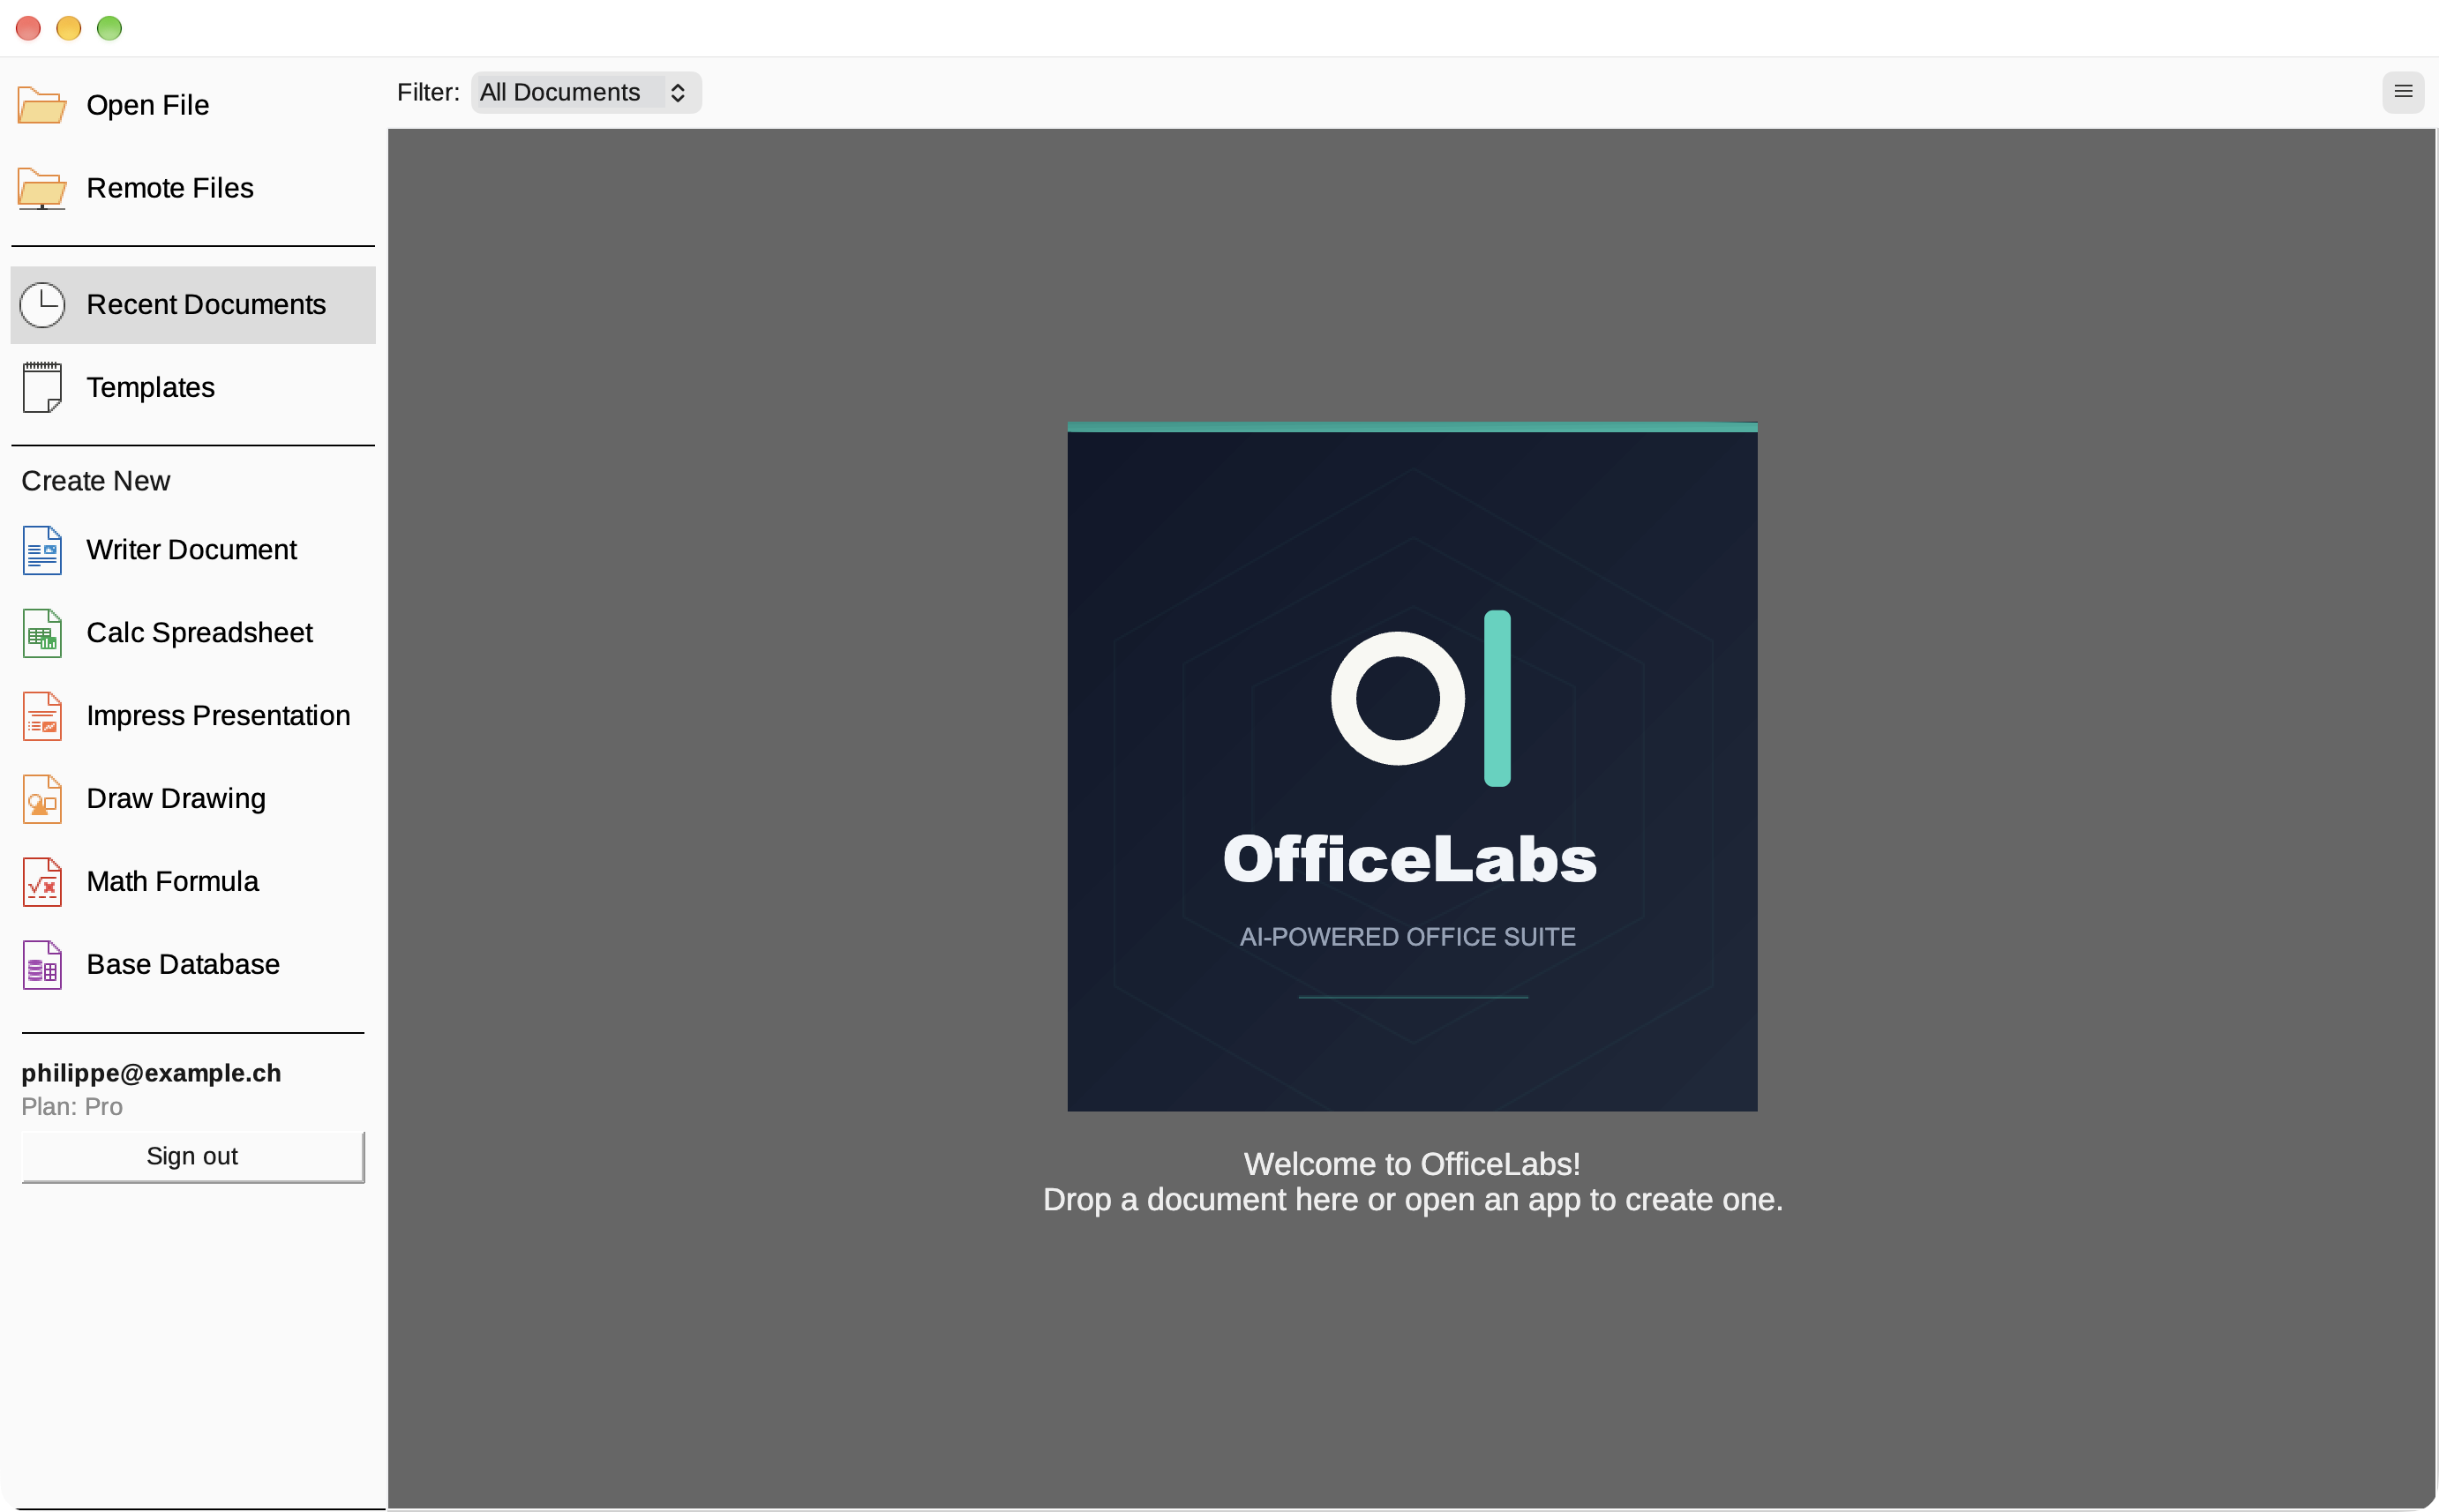 Open File
Remote Files
Recent Documents
Templates
Create New
Writer Document
Calc Spreadsheet
Impress Presentation
Draw Drawing
Math Formula
Base Database
philippe@example.ch
Plan: Pro
Sign out
Filter: All Documents
ol
OfficeLabs
AI-POWERED OFFICE SUITE
Welcome to OfficeLabs!
Drop a document here or open an app to create one.